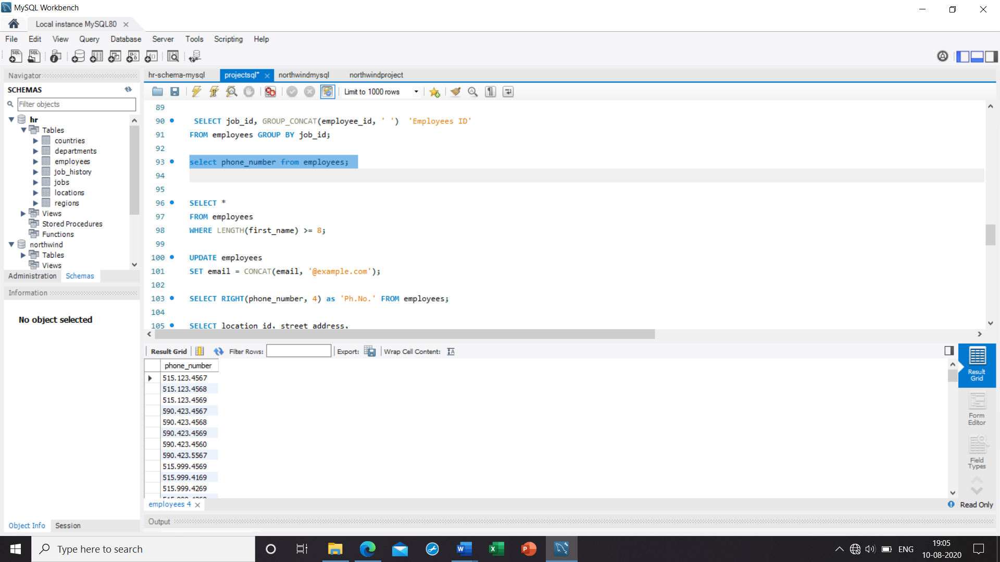 MySQL Workbench
Local instance MySQL80
File Edit View Query Database Server Tools Scripting Help
Navigator
SCHEMAS
Filter objects
hr
Tables
countries
departments
employees
job_history
jobs
locations
regions
Views
Stored Procedures
Functions
northwind
Tables
Views
Administration Schemas
Information
No object selected
Object Info Session
hr-schema-mysql projectsql* northwindmysql northwindproject
Limit to 1000 rows
89
90 SELECT job_id, GROUP_CONCAT(employee_id, ' ') 'Employees ID'
91 FROM employees GROUP BY job_id;
92
93 select phone_number from employees;
94
95
96 SELECT *
97 FROM employees
98 WHERE LENGTH(first_name) >= 8;
99
100 UPDATE employees
101 SET email = CONCAT(email, '@example.com');
102
103 SELECT RIGHT(phone_number, 4) as 'Ph.No.' FROM employees;
104
105 SELECT location_id, street_address,
Result Grid Filter Rows: Export: Wrap Cell Content:
phone_number
515.123.4567
515.123.4568
515.123.4569
590.423.4567
590.423.4568
590.423.4569
590.423.4560
590.423.5567
515.999.4569
515.999.4169
515.999.4269
Result
Grid
Form
Editor
Field
Types
employees 4
Read Only
Output
Type here to search
ENG
19:05
10-08-2020